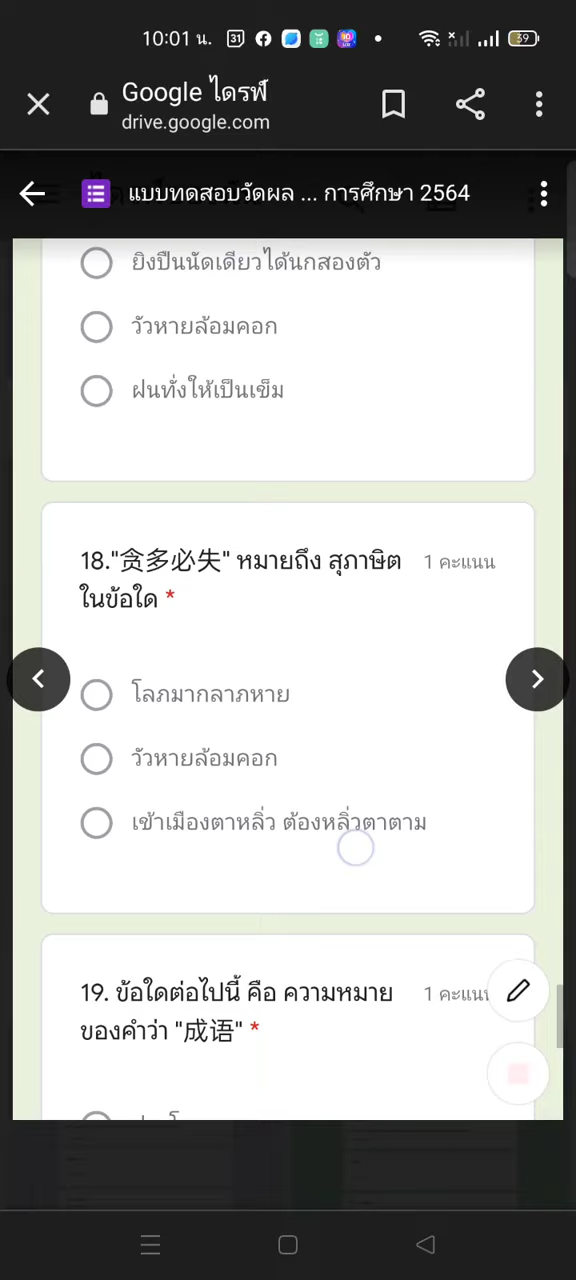 10:01 น.
31
39
Google ไดรฟ์
drive.google.com
แบบทดสอบวัดผล ... การศึกษา 2564
ยิงปืนนัดเดียวได้นกสองตัว
วัวหายล้อมคอก
ฝนทั่งให้เป็นเข็ม
18."贪多必失" หมายถึง สุภาษิต 1 คะแนน
ในข้อใด *
โลภมากลาภหาย
วัวหายล้อมคอก
เข้าเมืองตาหลิ่ว ต้องหลิ่วตาตาม
19. ข้อใดต่อไปนี้ คือ ความหมาย 1 คะแนน
ของคำว่า "成语" *